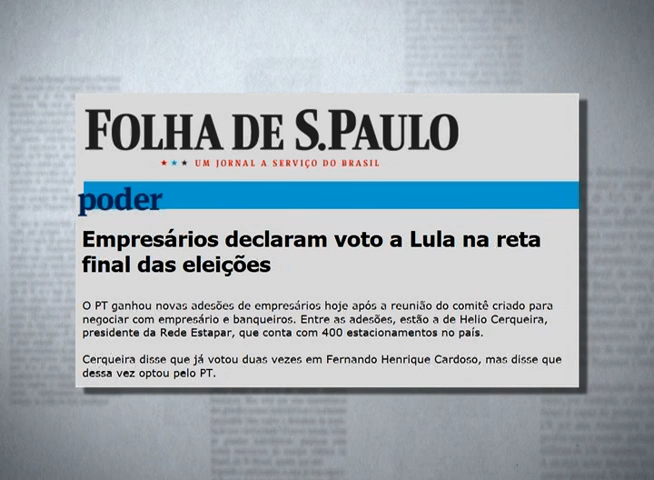 FOLHA DE S.PAULO
★ ★ ★ UM JORNAL A SERVIÇO DO BRASIL
poder
Empresários declaram voto a Lula na reta
final das eleições
O PT ganhou novas adesões de empresários hoje após a reunião do comitê criado para
negociar com empresário e banqueiros. Entre as adesões, estão a de Helio Cerqueira,
presidente da Rede Estapar, que conta com 400 estacionamentos no país.
Cerqueira disse que já votou duas vezes em Fernando Henrique Cardoso, mas disse que
dessa vez optou pelo PT.